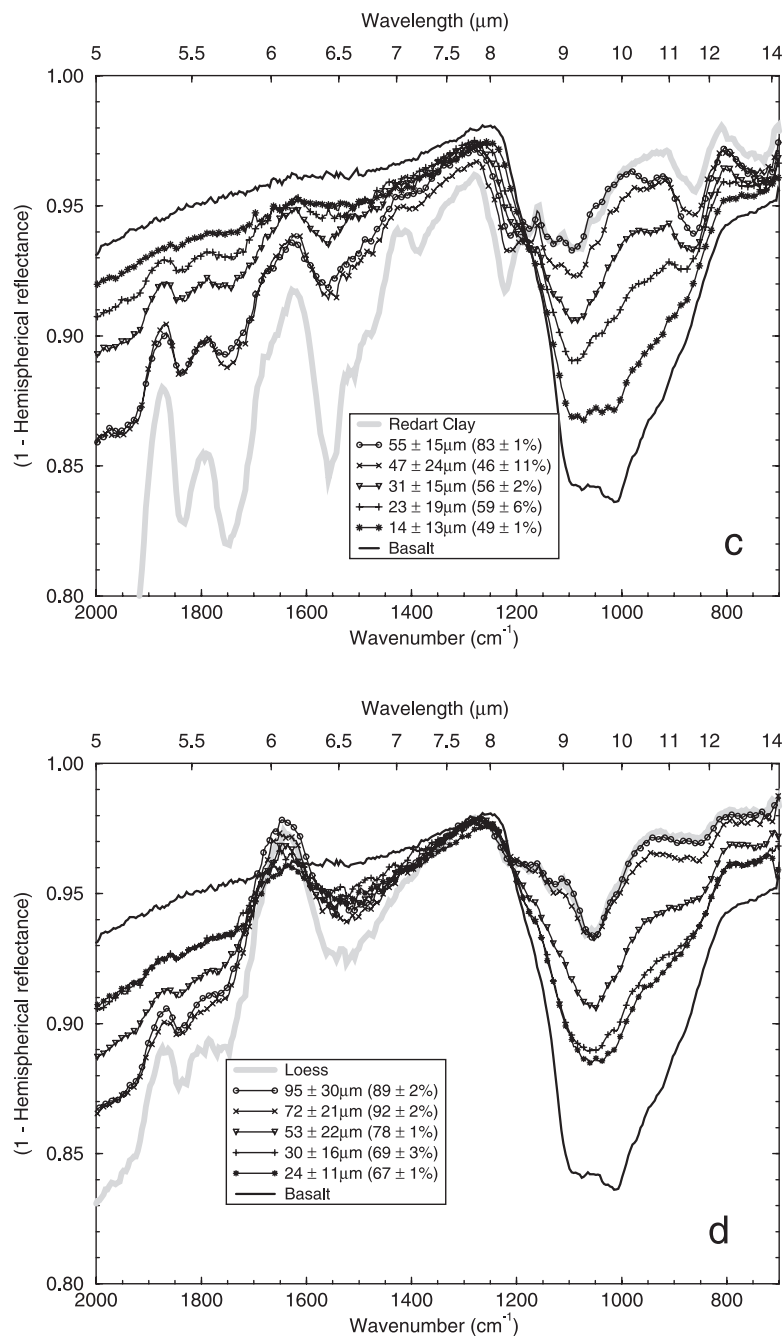 Wavelength (μm)
5 5.5 6 6.5 7 7.5 8 9 10 11 12 14
1.00
0.95
0.90
0.85
0.80
(1 - Hemispherical reflectance)
Redart Clay
55 ± 15μm (83 ± 1%)
47 ± 24μm (46 ± 11%)
31 ± 15μm (56 ± 2%)
23 ± 19μm (59 ± 6%)
14 ± 13μm (49 ± 1%)
Basalt
c
2000 1800 1600 1400 1200 1000 800
Wavenumber (cm⁻¹)
Wavelength (μm)
5 5.5 6 6.5 7 7.5 8 9 10 11 12 14
1.00
0.95
0.90
0.85
0.80
(1 - Hemispherical reflectance)
Loess
95 ± 30μm (89 ± 2%)
72 ± 21μm (92 ± 2%)
53 ± 22μm (78 ± 1%)
30 ± 16μm (69 ± 3%)
24 ± 11μm (67 ± 1%)
Basalt
d
2000 1800 1600 1400 1200 1000 800
Wavenumber (cm⁻¹)